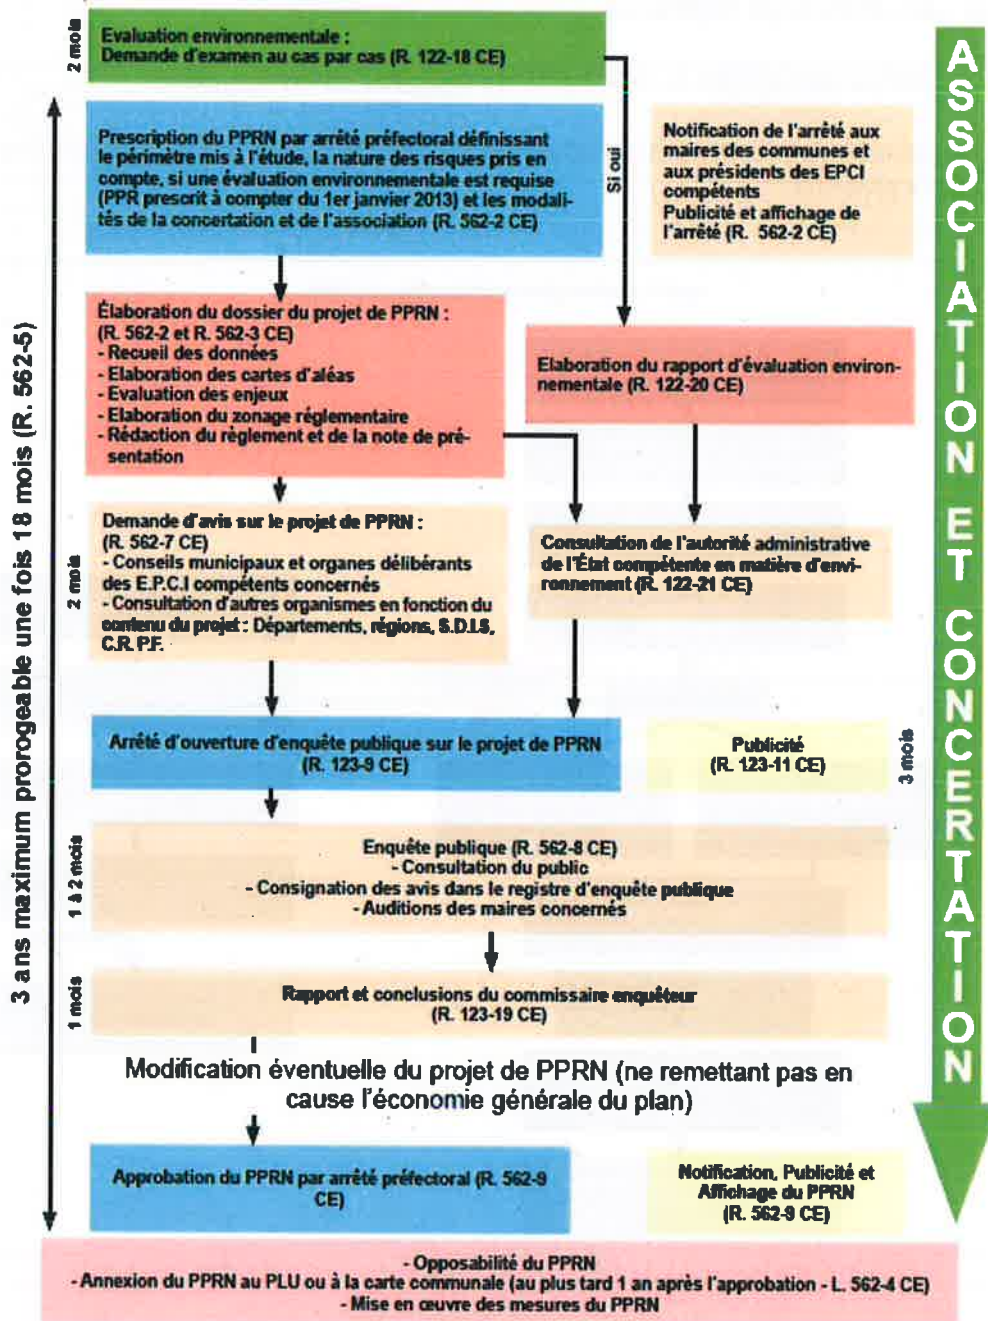 2 mois
Evaluation environnementale :
Demande d'examen au cas par cas (R. 122-18 CE)
3 ans maximum prorogeable une fois 18 mois (R. 562-5)
Prescription du PPRN par arrêté préfectoral définissant
le périmètre mis à l'étude, la nature des risques pris en
compte, si une évaluation environnementale est requise
(PPR prescrit à compter du 1er janvier 2013) et les modali-
tés de la concertation et de l'association (R. 562-2 CE)
Si oui
Notification de l'arrêté aux
maires des communes et
aux présidents des EPCI
compétents
Publicité et affichage de
l'arrêté (R. 562-2 CE)
Élaboration du dossier du projet de PPRN :
(R. 562-2 et R. 562-3 CE)
- Recueil des données
- Elaboration des cartes d'aléas
- Evaluation des enjeux
- Elaboration du zonage réglementaire
- Rédaction du règlement et de la note de pré-
sentation
Elaboration du rapport d'évaluation environ-
nementale (R. 122-20 CE)
2 mois
Demande d'avis sur le projet de PPRN :
(R. 562-7 CE)
- Conseils municipaux et organes délibérants
des E.P.C.I compétents concernés
- Consultation d'autres organismes en fonction du
contenu du projet : Départements, régions, S.D.I.S,
C.R.P.F.
Consultation de l'autorité administrative
de l'État compétente en matière d'envi-
ronnement (R. 122-21 CE)
Arrêté d'ouverture d'enquête publique sur le projet de PPRN
(R. 123-9 CE)
Publicité
(R. 123-11 CE)
3 mois
1 à 2 mois
Enquête publique (R. 562-8 CE)
- Consultation du public
- Consignation des avis dans le registre d'enquête publique
- Auditions des maires concernés
1 mois
Rapport et conclusions du commissaire enquêteur
(R. 123-19 CE)
Modification éventuelle du projet de PPRN (ne remettant pas en
cause l'économie générale du plan)
Approbation du PPRN par arrêté préfectoral (R. 562-9
CE)
Notification, Publicité et
Affichage du PPRN
(R. 562-9 CE)
- Opposabilité du PPRN
- Annexion du PPRN au PLU ou à la carte communale (au plus tard 1 an après l'approbation - L. 562-4 CE)
- Mise en œuvre des mesures du PPRN
ASSOCIATION ET CONCERTATION